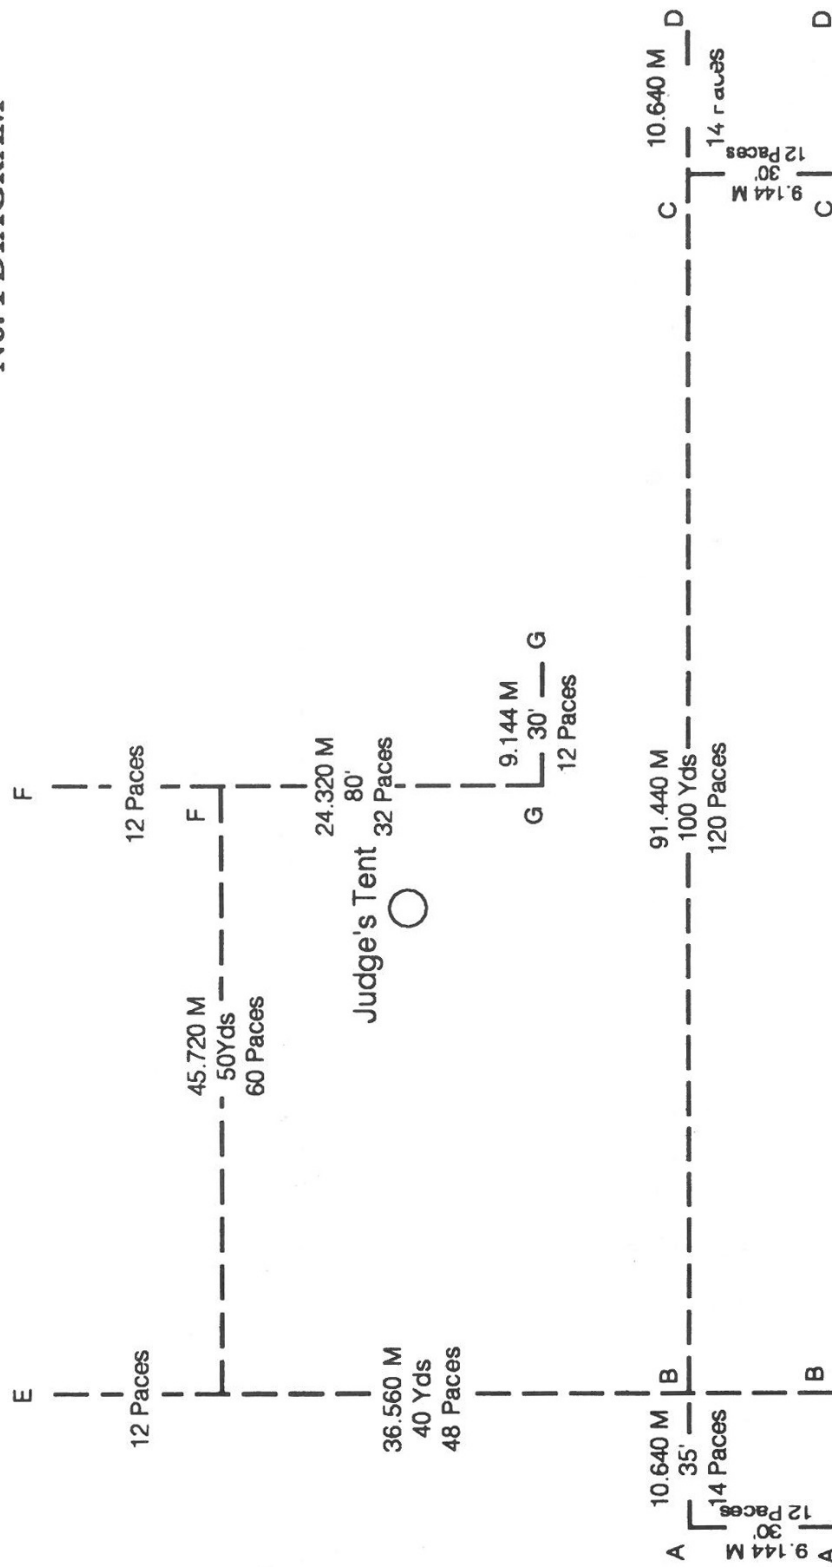 No. 1 DIAGRAM
E
F
12 Paces
12 Paces
F
45.720 M
50Yds
60 Paces
24.320 M
80'
32 Paces
Judge's Tent
36.560 M
40 Yds
48 Paces
9.144 M
30'
12 Paces
G
G
10.640 M
35'
14 Paces
A
B
91.440 M
100 Yds
120 Paces
C
10.640 M
14
D
9.144 M
30'
12 Paces
9.144 M
30'
12 Paces
A
B
C
D